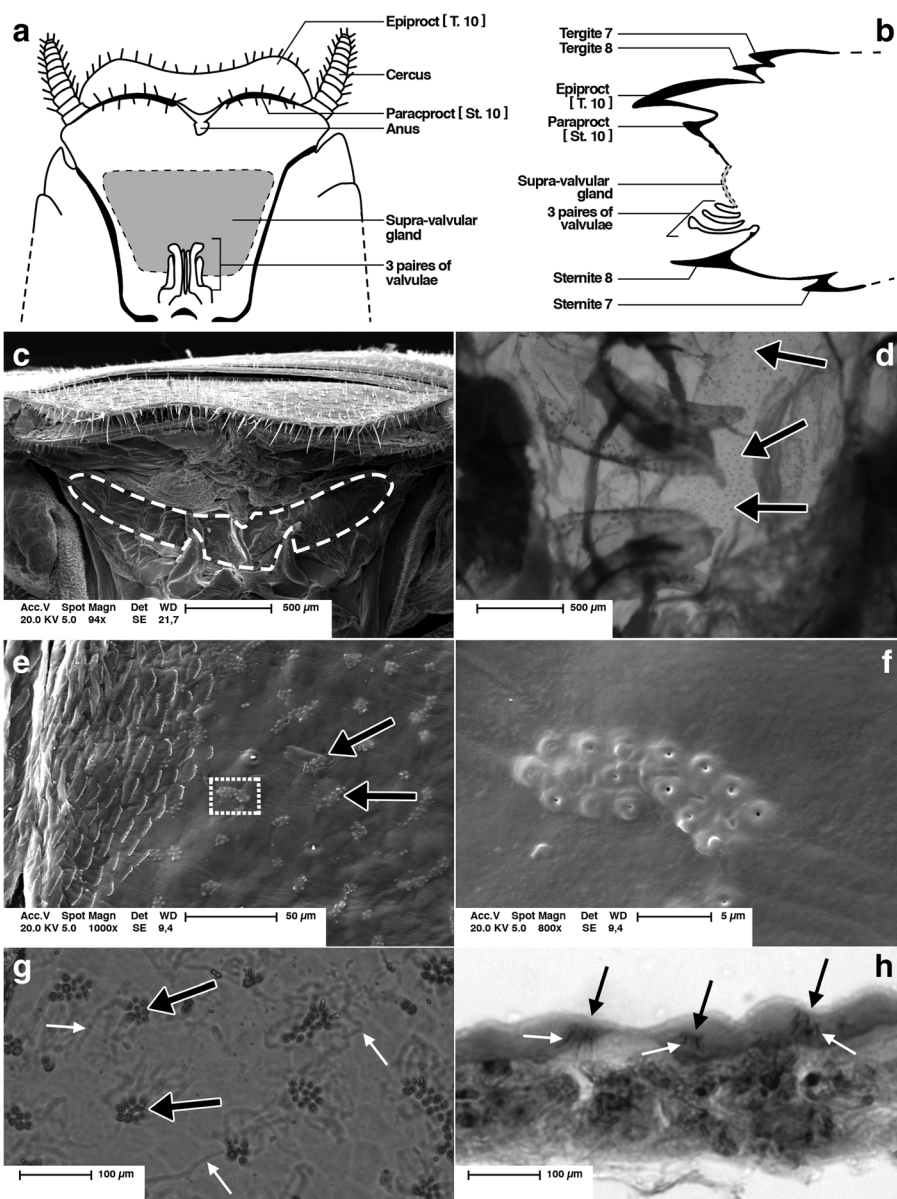 a
Epiproct [ T. 10 ]
Cercus
Paracproct [ St. 10 ]
Anus
Supra-valvular
gland
3 paires of
valvulae
b
Tergite 7
Tergite 8
Epiproct
[ T. 10 ]
Paraproct
[ St. 10 ]
Supra-valvular
gland
3 paires of
valvulae
Sternite 8
Sternite 7
c
Acc.V Spot Magn Det WD
20.0 KV 5.0 94x SE 21,7
500 µm
d
500 µm
e
Acc.V Spot Magn Det WD
20.0 KV 5.0 1000x SE 9,4
50 µm
f
Acc.V Spot Magn Det WD
20.0 KV 5.0 800x SE 9,4
5 µm
g
100 µm
h
100 µm